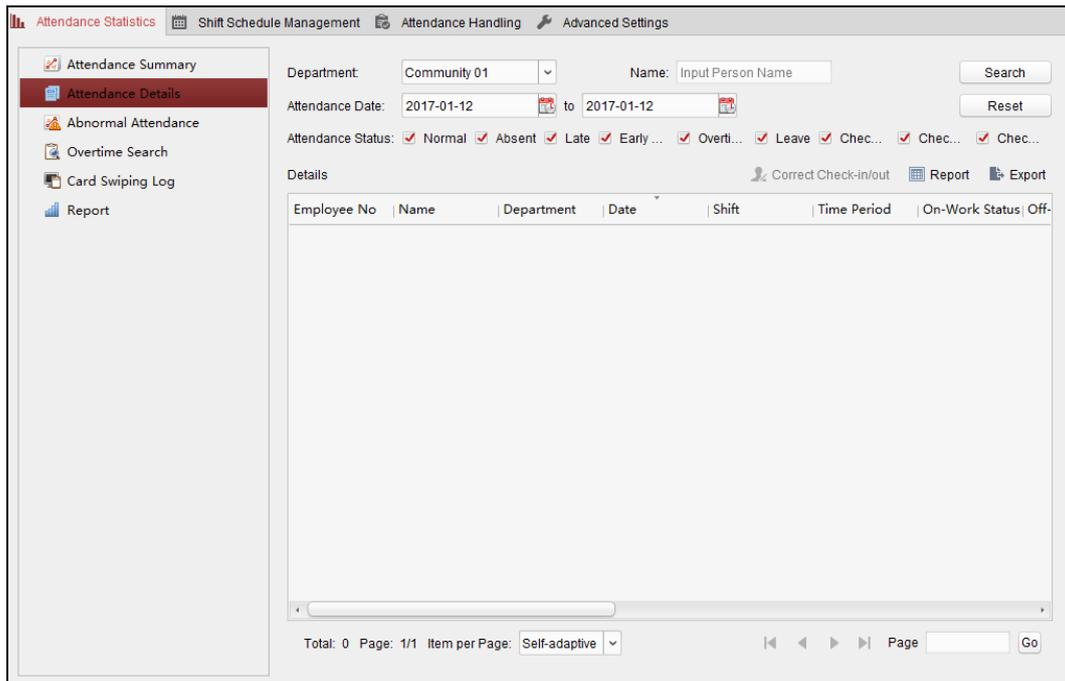 Attendance Statistics Shift Schedule Management Attendance Handling Advanced Settings
Attendance Summary
Attendance Details
Abnormal Attendance
Overtime Search
Card Swiping Log
Report
Department: Community 01 Name: Input Person Name Search
Attendance Date: 2017-01-12 to 2017-01-12 Reset
Attendance Status: Normal Absent Late Early ... Overti... Leave Chec... Chec... Chec...
Details Correct Check-in/out Report Export
Employee No Name Department Date Shift Time Period On-Work Status Off-
Total: 0 Page: 1/1 Item per Page: Self-adaptive Page Go